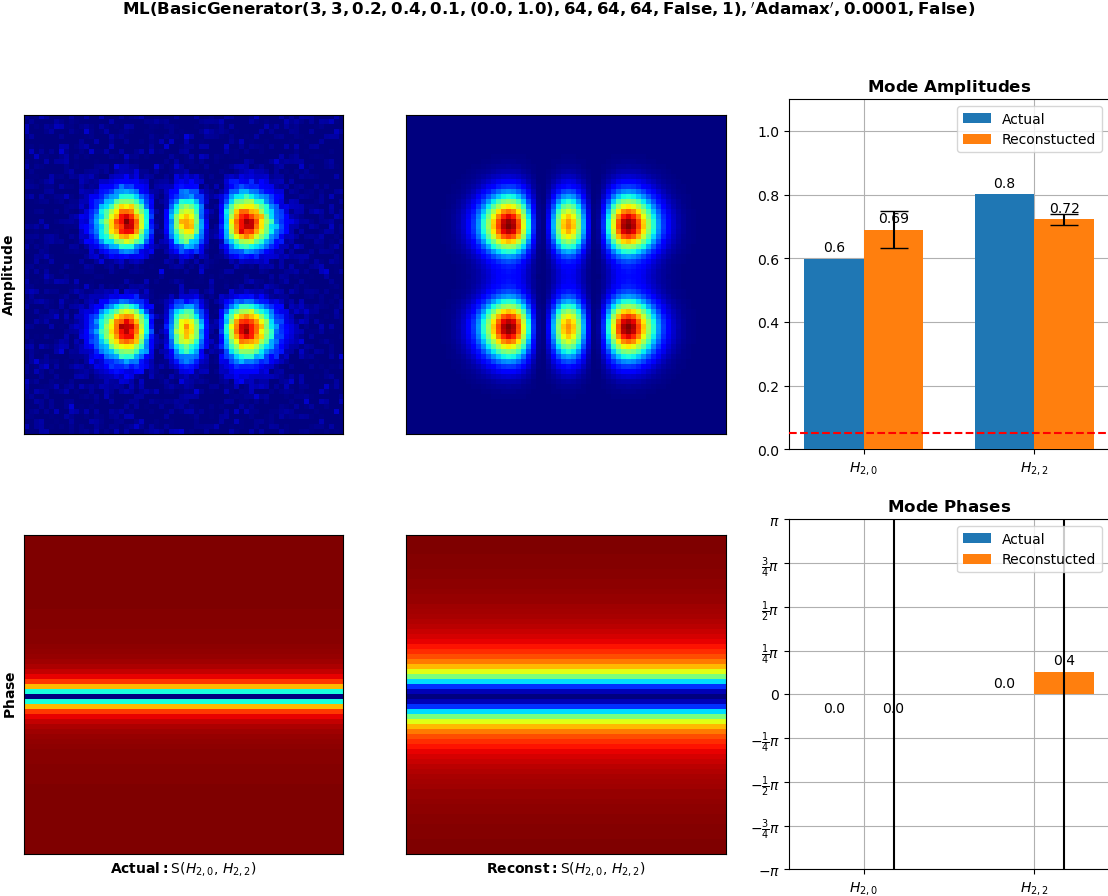 ML(BasicGenerator(3, 3, 0.2, 0.4, 0.1, (0.0, 1.0), 64, 64, 64, False, 1), 'Adamax', 0.0001, False)
Amplitude
Mode Amplitudes
Actual
Reconstucted
1.0
0.8
0.6
0.4
0.2
0.0
0.6
0.69
0.8
0.72
H2,0
H2,2
Phase
Actual: S(H2,0, H2,2)
Reconst: S(H2,0, H2,2)
Mode Phases
Actual
Reconstucted
π
3/4π
1/2π
1/4π
0
−1/4π
−1/2π
−3/4π
−π
0.0
0.0
0.0
0.4
H2,0
H2,2